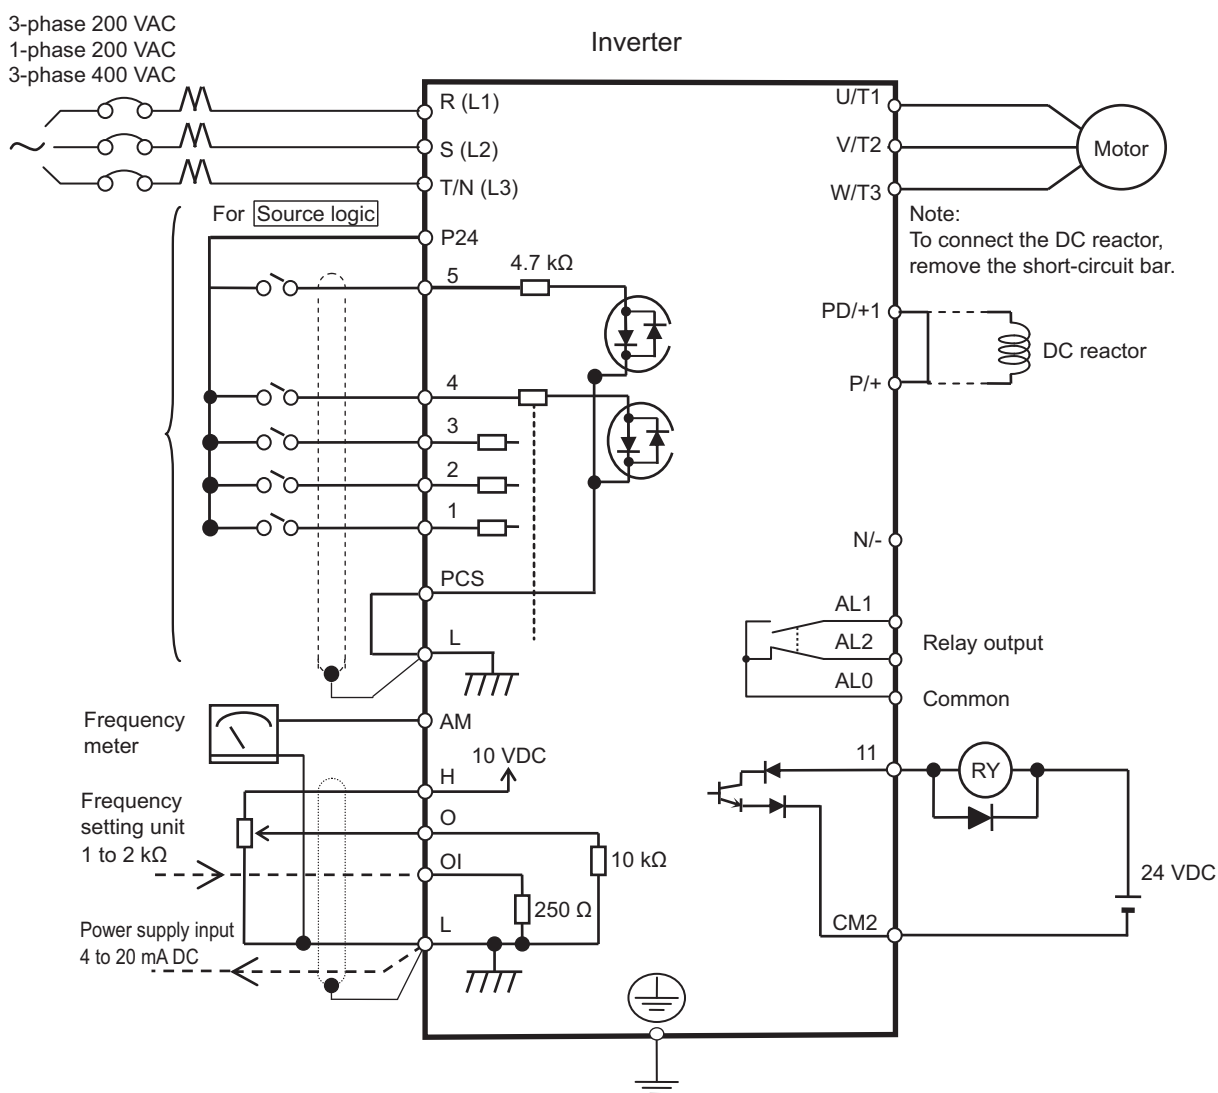 3-phase 200 VAC
1-phase 200 VAC
3-phase 400 VAC
Inverter
R (L1)
S (L2)
T/N (L3)
U/T1
V/T2
W/T3
Motor
For Source logic
P24
Note:
To connect the DC reactor,
remove the short-circuit bar.
5
4.7 kΩ
PD/+1
DC reactor
P/+
4
3
2
1
N/-
PCS
L
AL1
AL2
AL0
Relay output
Common
Frequency
meter
AM
10 VDC
H
11
RY
Frequency
setting unit
1 to 2 kΩ
O
OI
10 kΩ
250 Ω
24 VDC
Power supply input
4 to 20 mA DC
L
CM2